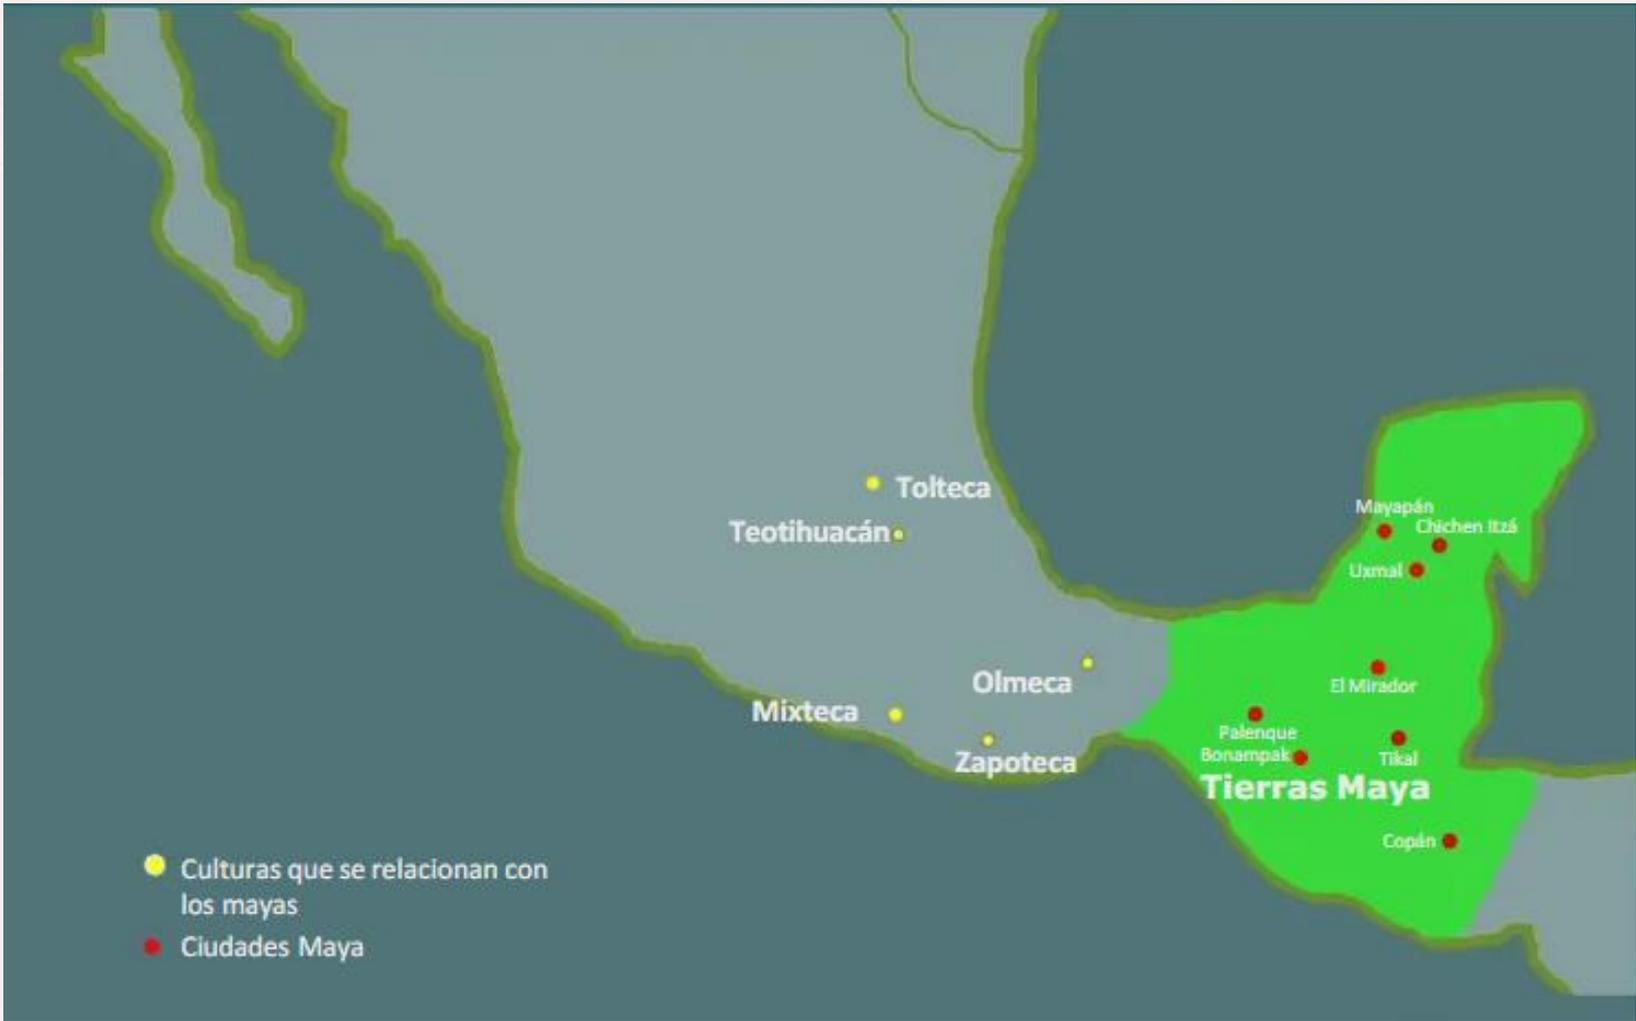 Tolteca
Teotihuacán
Mayapán
Chichen Itzá
Uxmal
Olmeca
El Mirador
Mixteca
Palenque
Zapoteca
Bonampak
Tikal
Tierras Maya
Copán
Culturas que se relacionan con
los mayas
Ciudades Maya